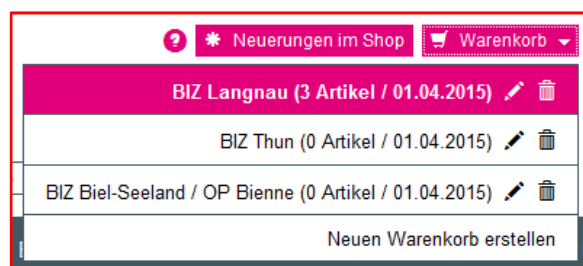 ? Neuerungen im Shop Warenkorb
BIZ Langnau (3 Artikel / 01.04.2015)
BIZ Thun (0 Artikel / 01.04.2015)
BIZ Biel-Seeland / OP Bienne (0 Artikel / 01.04.2015)
Neuen Warenkorb erstellen